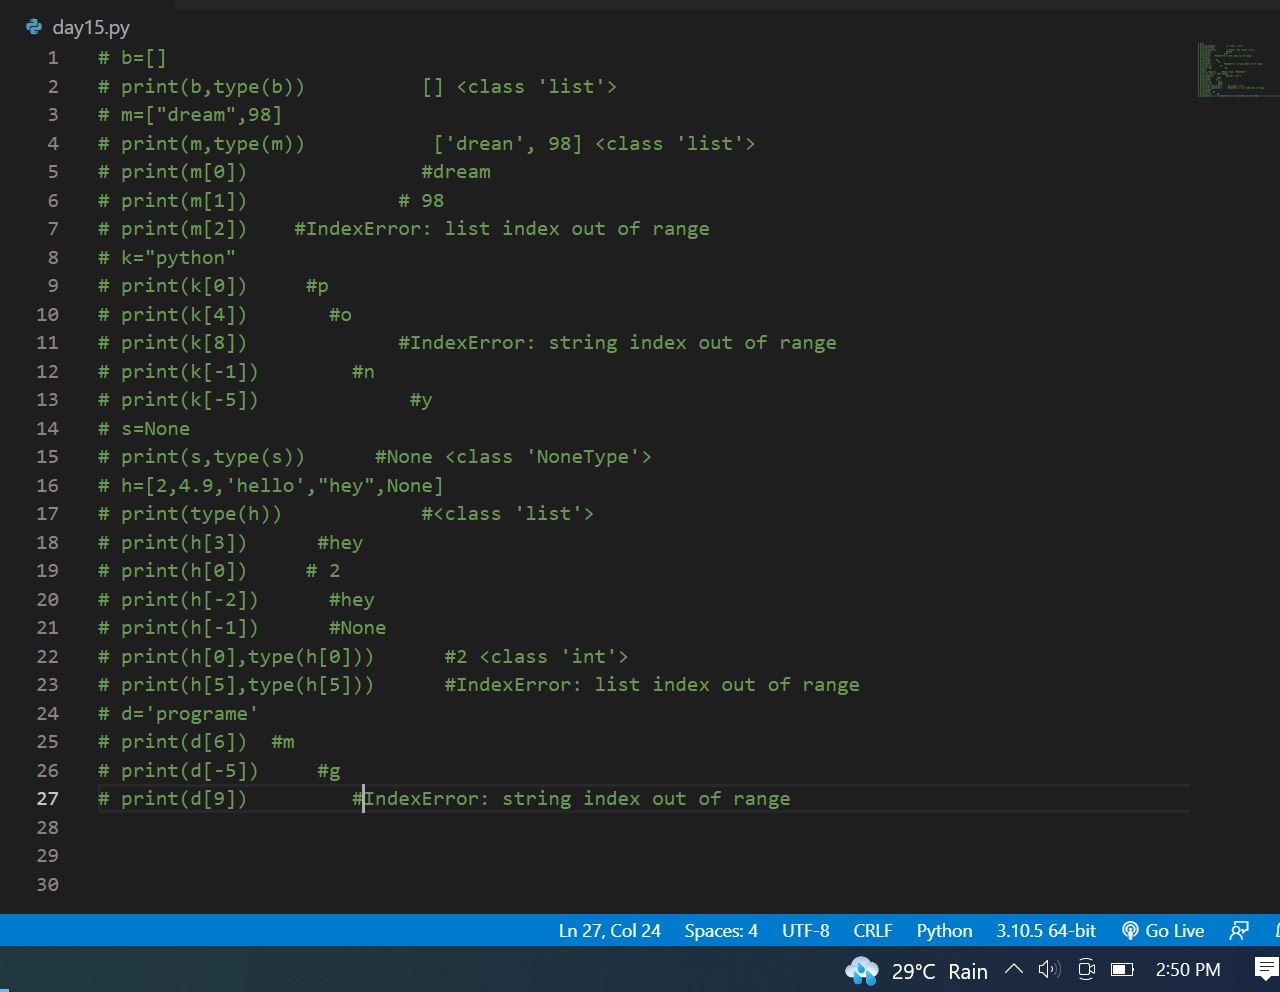 day15.py
1 # b=[]
2 # print(b,type(b))          [] <class 'list'>
3 # m=["dream",98]
4 # print(m,type(m))           ['drean', 98] <class 'list'>
5 # print(m[0])               #dream
6 # print(m[1])             # 98
7 # print(m[2])    #IndexError: list index out of range
8 # k="python"
9 # print(k[0])     #p
10 # print(k[4])       #o
11 # print(k[8])             #IndexError: string index out of range
12 # print(k[-1])        #n
13 # print(k[-5])             #y
14 # s=None
15 # print(s,type(s))      #None <class 'NoneType'>
16 # h=[2,4.9,'hello',"hey",None]
17 # print(type(h))            #<class 'list'>
18 # print(h[3])      #hey
19 # print(h[0])     # 2
20 # print(h[-2])      #hey
21 # print(h[-1])      #None
22 # print(h[0],type(h[0]))      #2 <class 'int'>
23 # print(h[5],type(h[5]))      #IndexError: list index out of range
24 # d='programe'
25 # print(d[6])  #m
26 # print(d[-5])     #g
27 # print(d[9])         #IndexError: string index out of range
28
29
30
Ln 27, Col 24 Spaces: 4 UTF-8 CRLF Python 3.10.5 64-bit Go Live
29°C Rain 2:50 PM